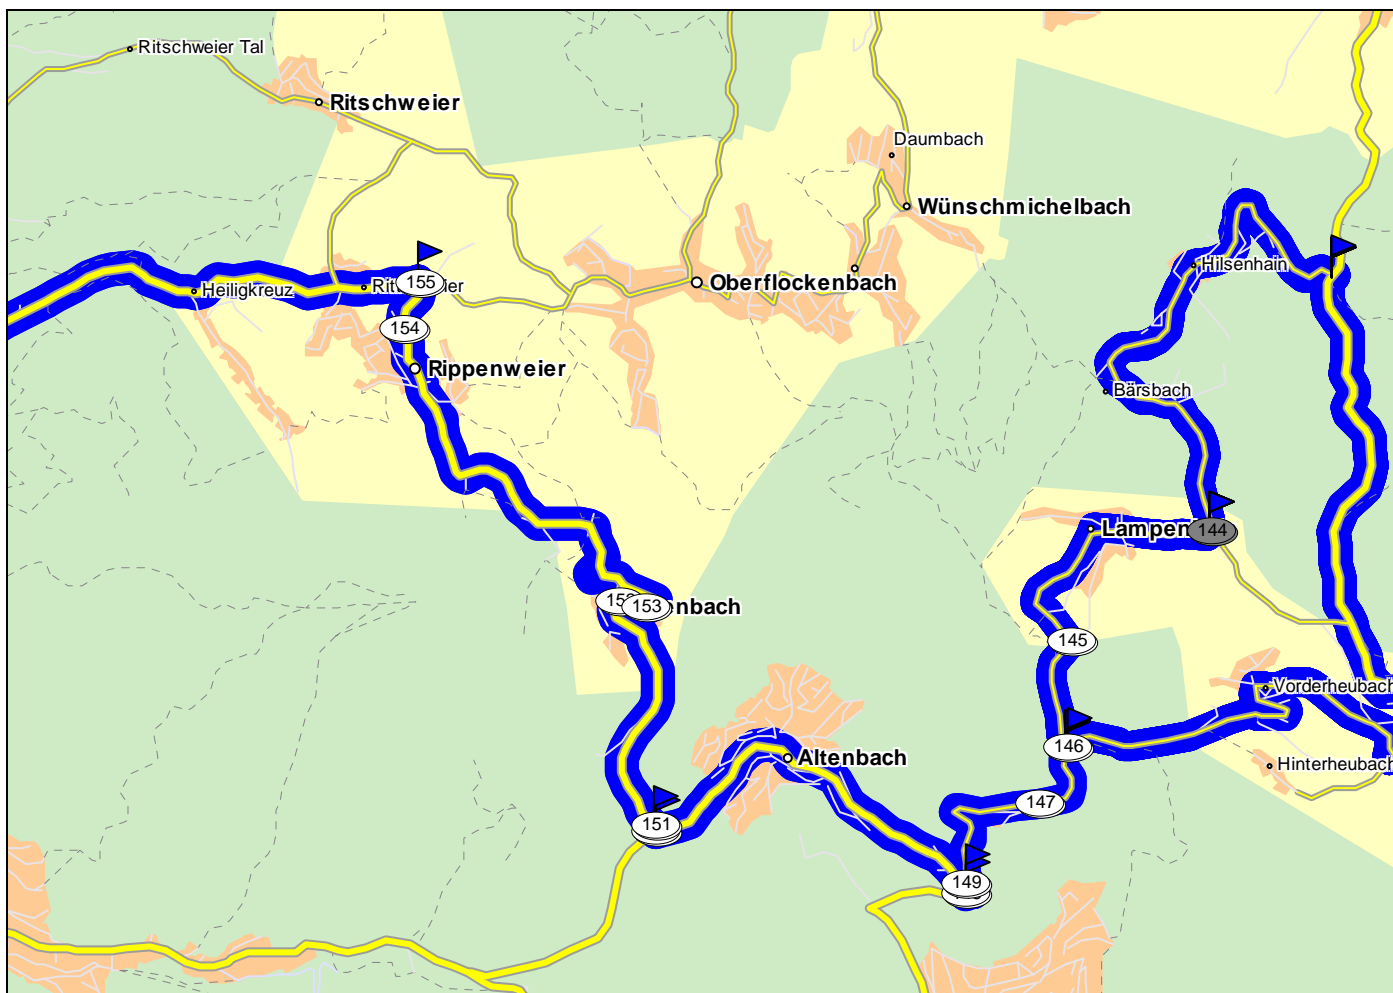 Ritschweier Tal
Ritschweier
Daumbach
Wünschmichelbach
Hilsenhain
155
Heiligkreuz
Oberflockenbach
154
Rippenweier
Bärsbach
144
153
enbach
145
Vorderheubach
146
Altenbach
Hinterheubach
147
151
149